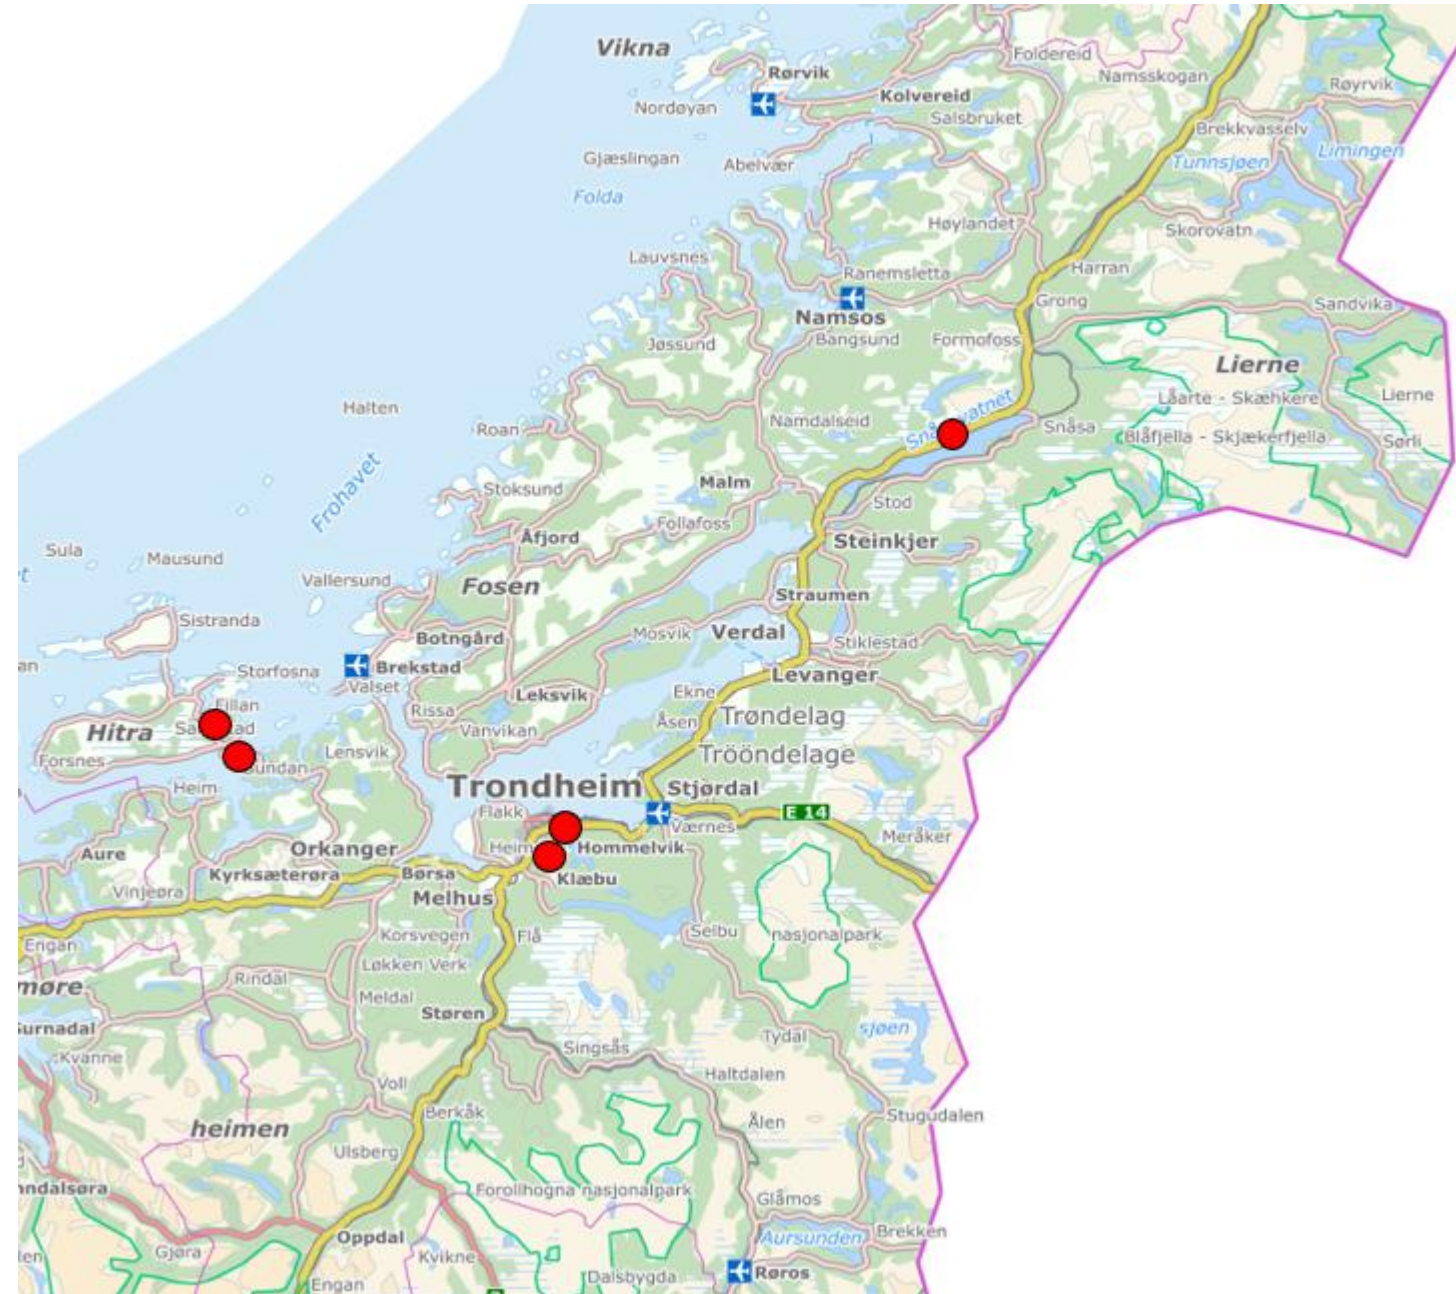 Vikna
Foldereid
Namsskogan
Rørvik
Røyrvik
Kolvereid
Nordøyan
Salsbruket
Brekkvasselv
Limingen
Gjæslingan
Abelvær
Tunnsjøen
Folda
Høylandet
Skorovatn
Lauvsnes
Ranemsletta
Harran
Grong
Sandvika
Namsos
Jøssund
Bangsund
Formofoss
Lierne
Halten
Låarte - Skæhkere
Lierne
Roan
Namdalseid
Snåsa
Blåfjella - Skjækerfjella
Sørli
Frohavet
Stoksund
Malm
Stod
Follafoss
Åfjord
Steinkjer
Sula
Mausund
Vallersund
Fosen
Straumen
Sistranda
Botngård
Mosvik
Verdal
Stiklestad
Storfosna
Brekstad
Valset
Levanger
Leksvik
Ekne
Fillan
Rissa
Åsen
Trøndelag
Hitra
Vanvikan
Forsnes
Lensvik
Trööndelage
Heim
Trondheim
Stjørdal
Flakk
E 14
Værnes
Meråker
Aure
Orkanger
Heim
Hommelvik
Kyrksæterøra
Børsa
Klæbu
Vinjeøra
Melhus
Engan
Korsvegen
Flå
Selbu
nasjonalpark
Løkken Verk
Rindal
møre
Meldal
Surnadal
Støren
sjøen
Tydal
Kvanne
Singsås
Haltdalen
Voll
Berkåk
Stugudalen
heimen
Ålen
Ulsberg
ndalsøra
Forollhogna nasjonalpark
Glåmos
Oppdal
Brekken
Aursunden
Gjøra
Kvikne
Røros
Engan
Dalsbygda